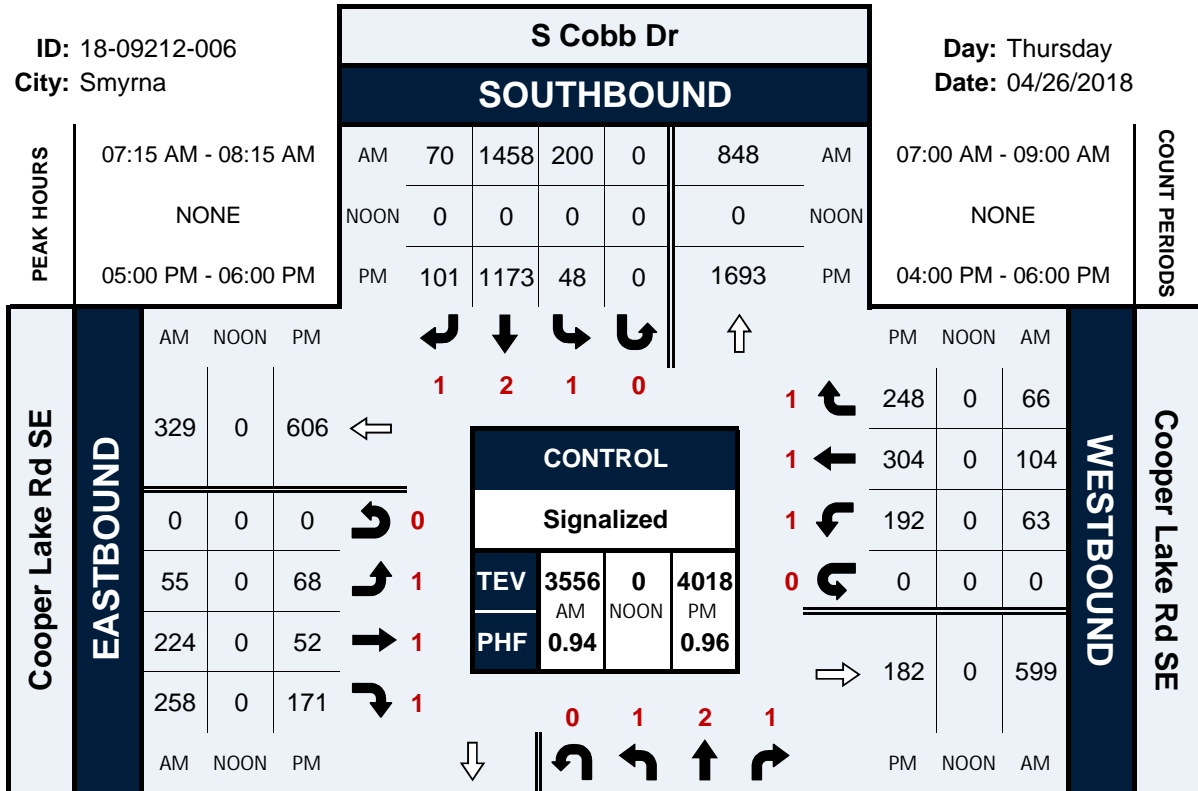 S Cobb Dr
ID: 18-09212-006
Day: Thursday
City: Smyrna
Date: 04/26/2018
SOUTHBOUND
PEAK HOURS
07:15 AM - 08:15 AM
AM 70 1458 200 0 848 AM
07:00 AM - 09:00 AM
COUNT PERIODS
NONE
NOON 0 0 0 0 0 NOON
NONE
05:00 PM - 06:00 PM
PM 101 1173 48 0 1693 PM
04:00 PM - 06:00 PM
Cooper Lake Rd SE
EASTBOUND
AM NOON PM
329 0 606
0 0 0 0
55 0 68 1
224 0 52 1
258 0 171 1
AM NOON PM
1 2 1 0
CONTROL
Signalized
TEV 3556 0 4018
AM NOON PM
PHF 0.94 0.96
0 1 2 1
PM NOON AM
1 248 0 66
1 304 0 104
1 192 0 63
0 0 0 0
182 0 599
PM NOON AM
WESTBOUND
Cooper Lake Rd SE